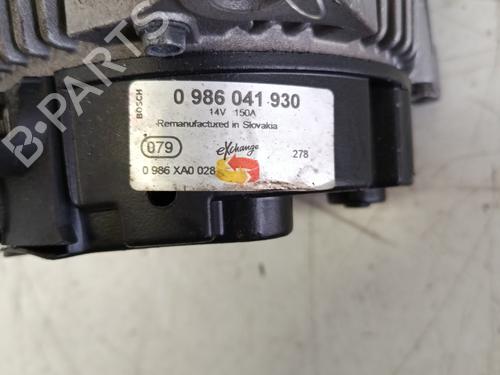 BOSCH
0 986 041 930
14V 150A
Remanufactured in Slovakia
079
eXchange
278
0 986 XA0 028
B-PARTS